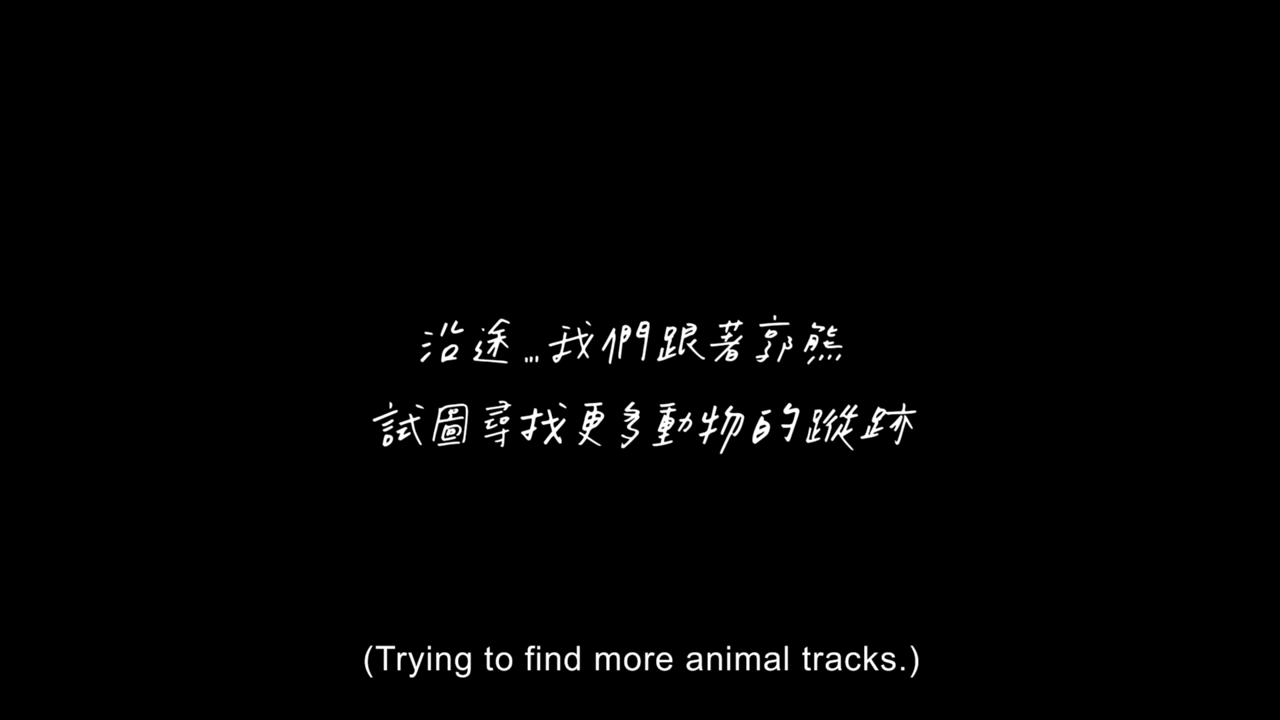 沿途...我們跟著郭熊
試圖尋找更多動物的蹤跡
(Trying to find more animal tracks.)